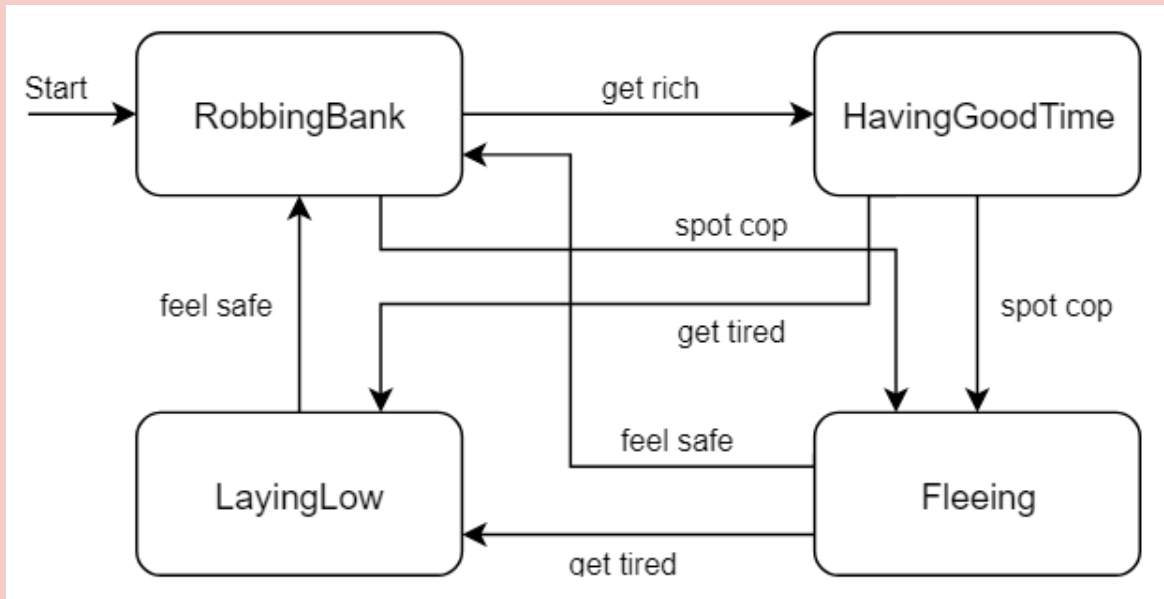 Start
RobbingBank
get rich
HavingGoodTime
spot cop
feel safe
get tired
spot cop
LayingLow
feel safe
Fleeing
get tired